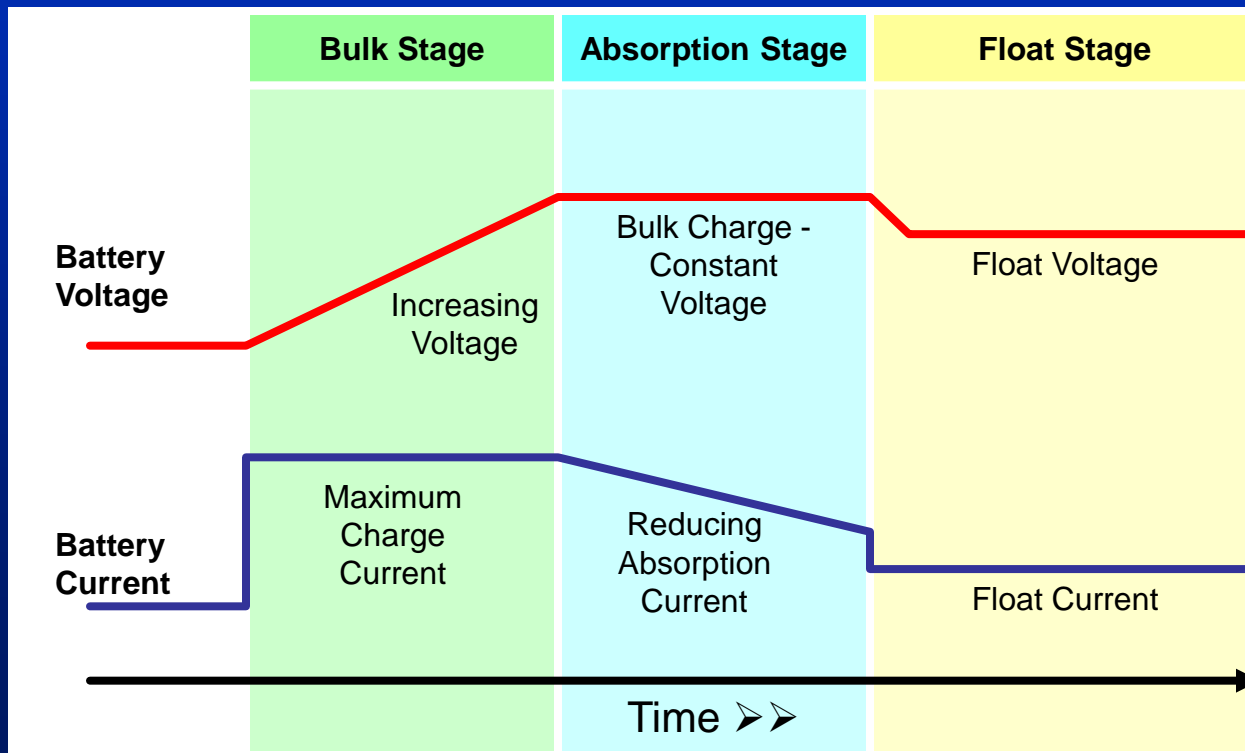 Bulk Stage
Absorption Stage
Float Stage
Battery
Voltage
Increasing
Voltage
Bulk Charge -
Constant
Voltage
Float Voltage
Battery
Current
Maximum
Charge
Current
Reducing
Absorption
Current
Float Current
Time ➢➢